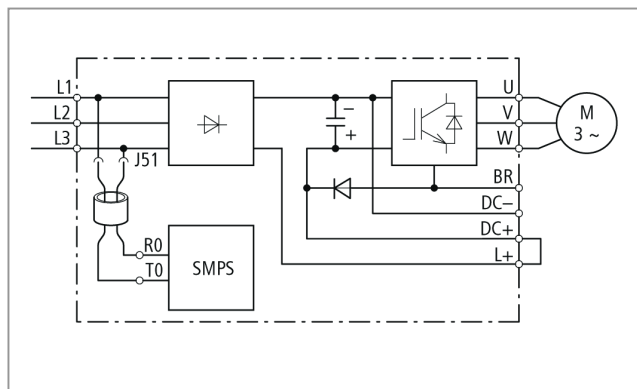 L1
L2
L3
J51
R0
T0
SMPS
−
+
U
V
W
BR
DC−
DC+
L+
M
3 ~